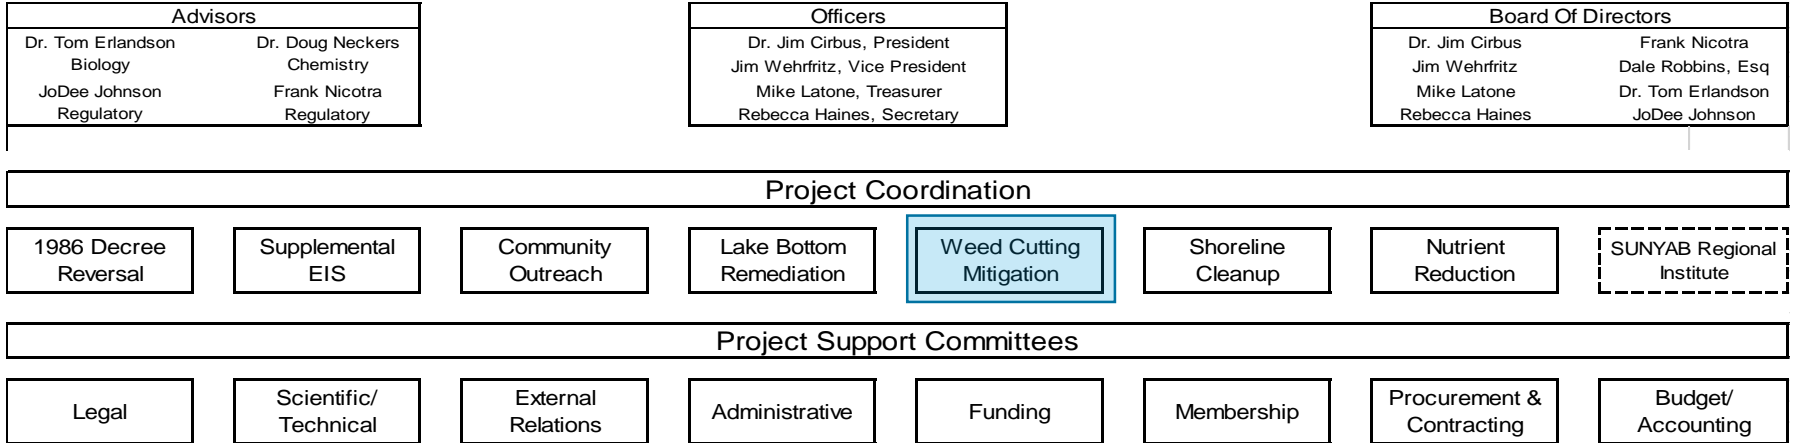 Advisors
Dr. Tom Erlandson
Biology
Dr. Doug Neckers
Chemistry
JoDee Johnson
Regulatory
Frank Nicotra
Regulatory
Officers
Dr. Jim Cirbus, President
Jim Wehrfritz, Vice President
Mike Latone, Treasurer
Rebecca Haines, Secretary
Board Of Directors
Dr. Jim Cirbus
Jim Wehrfritz
Mike Latone
Rebecca Haines
Frank Nicotra
Dale Robbins, Esq
Dr. Tom Erlandson
JoDee Johnson
Project Coordination
1986 Decree
Reversal
Supplemental
EIS
Community
Outreach
Lake Bottom
Remediation
Weed Cutting
Mitigation
Shoreline
Cleanup
Nutrient
Reduction
SUNYAB Regional
Institute
Project Support Committees
Legal
Scientific/
Technical
External
Relations
Administrative
Funding
Membership
Procurement &
Contracting
Budget/
Accounting